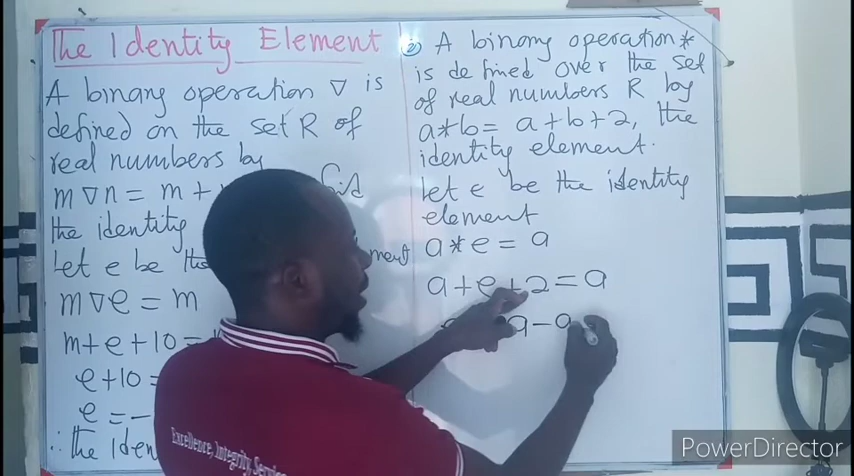 The Identity Element
A binary operation ∇ is
defined on the set R of
real numbers by
m∇n = m+
the identity
Let e be the
m∇e = m
m+e+10=
e+10=
e = -
∴ the Iden
ment
② A binary operation *
is defined over the set
of real numbers R by
a*b = a+b+2, the
identity element.
Let e be the identity
element
a*e = a
a+e+2=a
a-a
Excellence, Integrity
PowerDirector